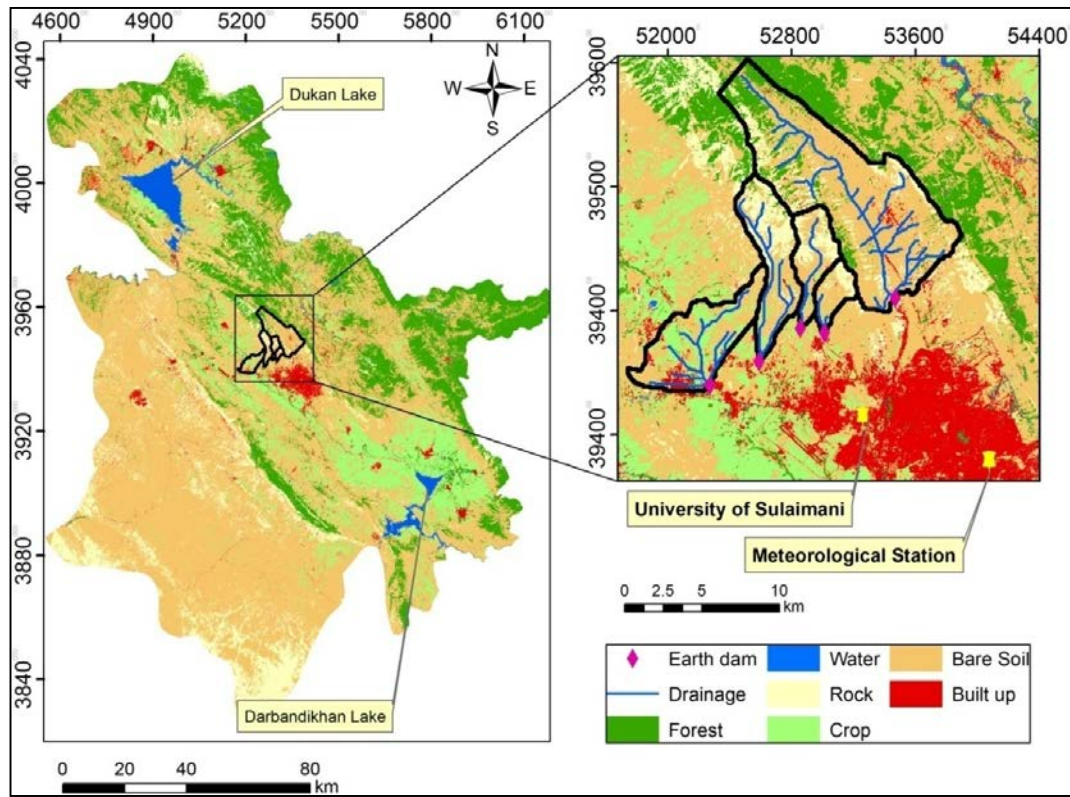 4600 4900 5200 5500 5800 6100
4040
4000
3960
3920
3880
3840
N
W E
S
Dukan Lake
Darbandikhan Lake
0 20 40 80
km
52000 52800 53600 54400
39600
39500
39400
39400
University of Sulaimani
Meteorological Station
0 2.5 5 10
km
Earth dam Water Bare Soil
Drainage Rock Built up
Forest Crop